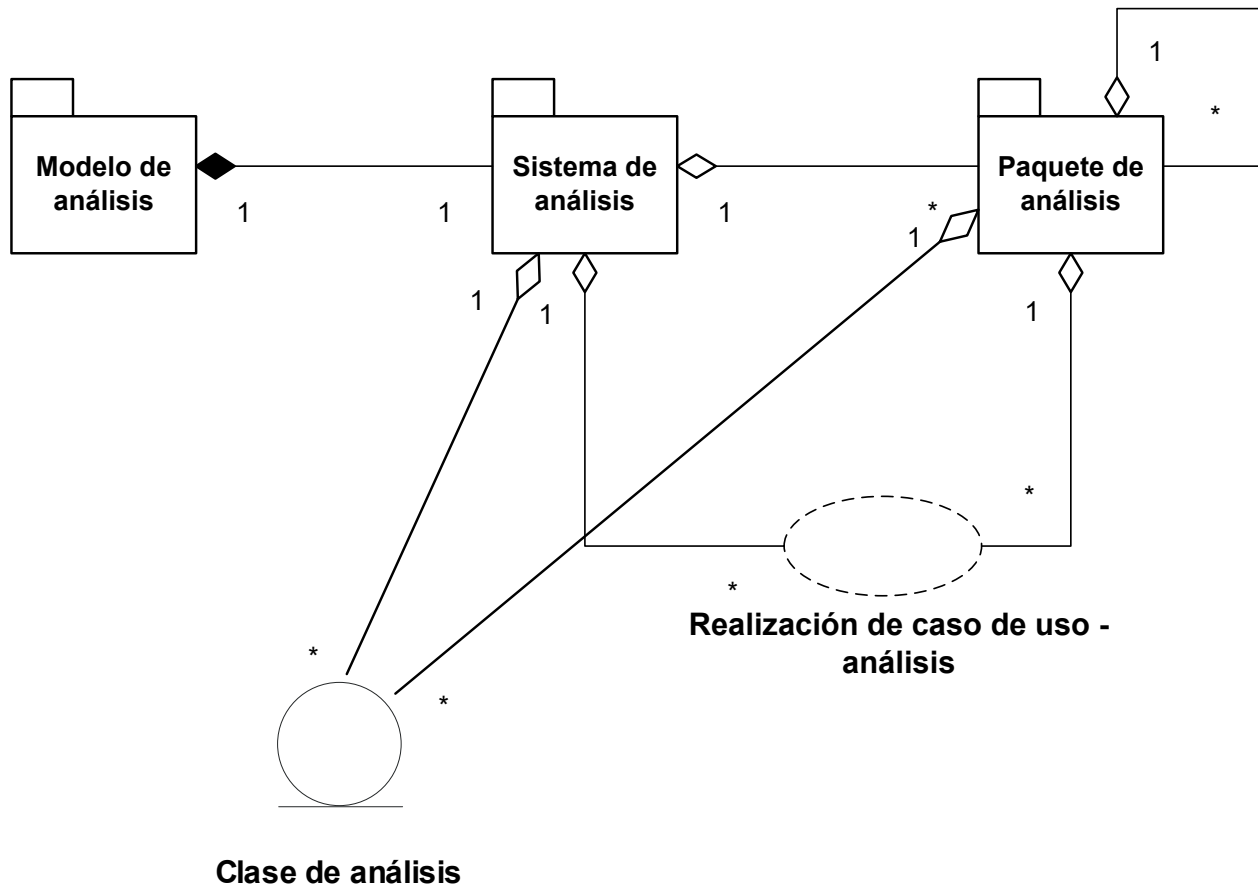 1
*
Modelo de
análisis
Sistema de
análisis
Paquete de
análisis
1
1
1
*
1
1
1
1
*
*
*
*
Realización de caso de uso -
análisis
Clase de análisis